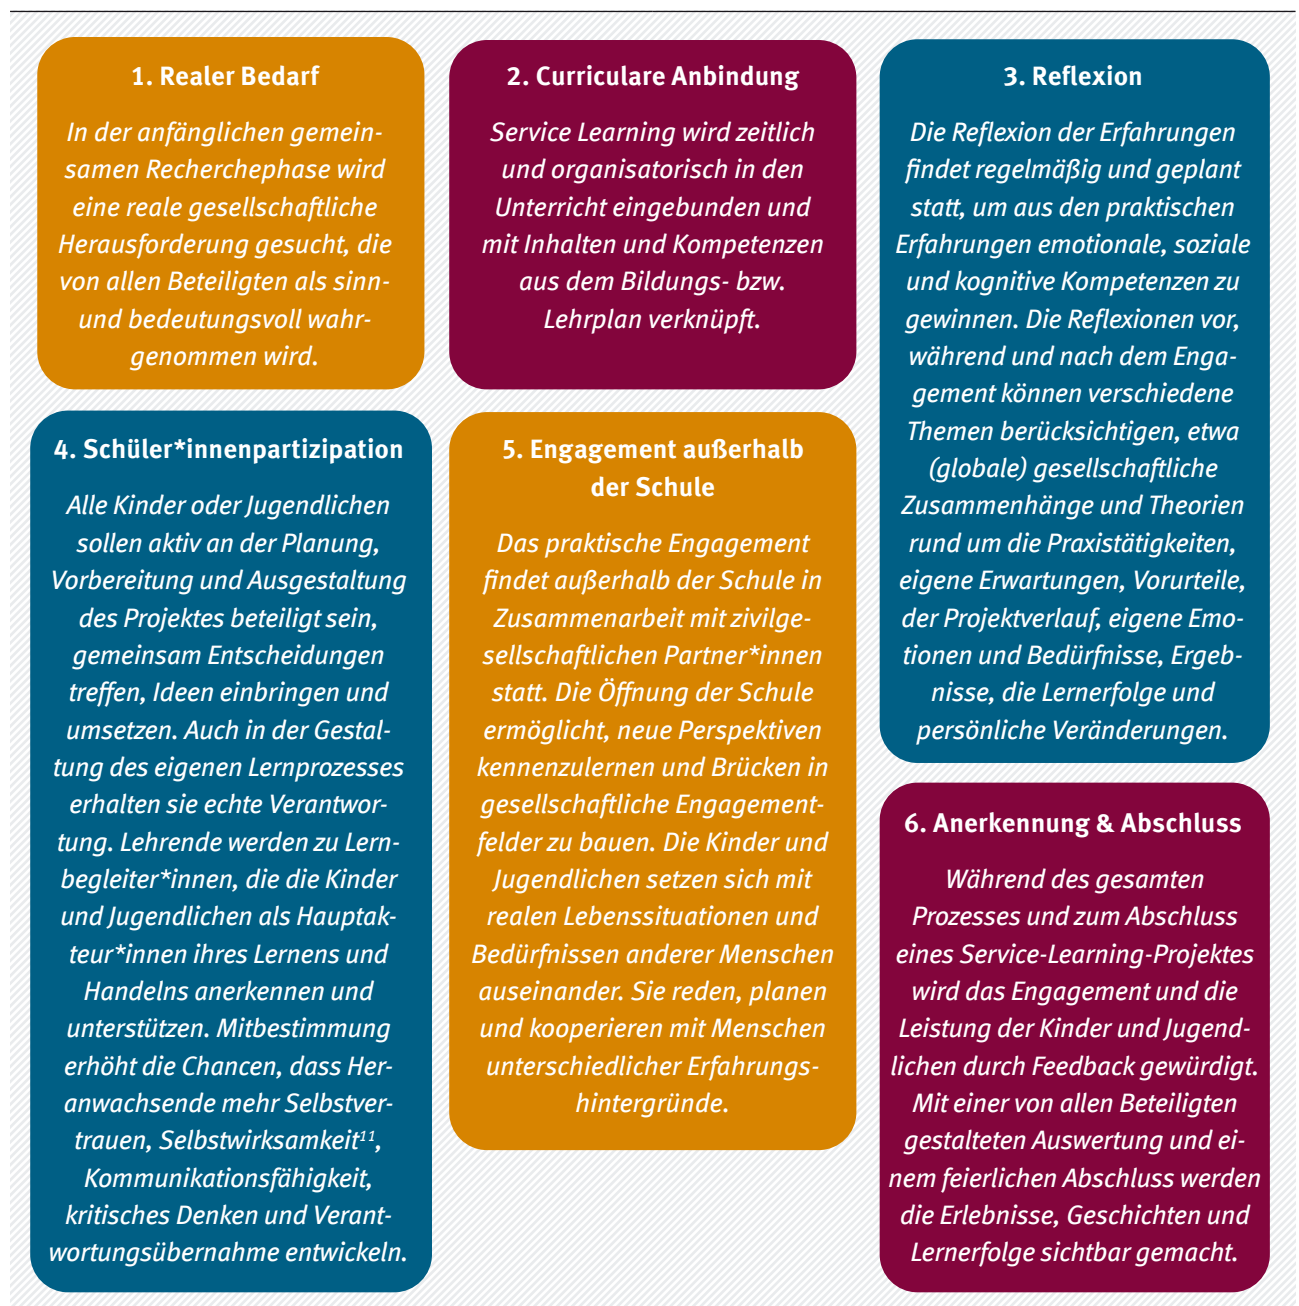 1. Realer Bedarf
In der anfänglichen gemein-
samen Recherchephase wird
eine reale gesellschaftliche
Herausforderung gesucht, die
von allen Beteiligten als sinn-
und bedeutungsvoll wahr-
genommen wird.
2. Curriculare Anbindung
Service Learning wird zeitlich
und organisatorisch in den
Unterricht eingebunden und
mit Inhalten und Kompetenzen
aus dem Bildungs- bzw.
Lehrplan verknüpft.
3. Reflexion
Die Reflexion der Erfahrungen
findet regelmäßig und geplant
statt, um aus den praktischen
Erfahrungen emotionale, soziale
und kognitive Kompetenzen zu
gewinnen. Die Reflexionen vor,
während und nach dem Enga-
gement können verschiedene
Themen berücksichtigen, etwa
(globale) gesellschaftliche
Zusammenhänge und Theorien
rund um die Praxistätigkeiten,
eigene Erwartungen, Vorurteile,
der Projektverlauf, eigene Emo-
tionen und Bedürfnisse, Ergeb-
nisse, die Lernerfolge und
persönliche Veränderungen.
4. Schüler*innenpartizipation
Alle Kinder oder Jugendlichen
sollen aktiv an der Planung,
Vorbereitung und Ausgestaltung
des Projektes beteiligt sein,
gemeinsam Entscheidungen
treffen, Ideen einbringen und
umsetzen. Auch in der Gestal-
tung des eigenen Lernprozesses
erhalten sie echte Verantwor-
tung. Lehrende werden zu Lern-
begleiter*innen, die die Kinder
und Jugendlichen als Hauptak-
teur*innen ihres Lernens und
Handelns anerkennen und
unterstützen. Mitbestimmung
erhöht die Chancen, dass Her-
anwachsende mehr Selbstver-
trauen, Selbstwirksamkeit¹¹,
Kommunikationsfähigkeit,
kritisches Denken und Verant-
wortungsübernahme entwickeln.
5. Engagement außerhalb
der Schule
Das praktische Engagement
findet außerhalb der Schule in
Zusammenarbeit mit zivilge-
sellschaftlichen Partner*innen
statt. Die Öffnung der Schule
ermöglicht, neue Perspektiven
kennenzulernen und Brücken in
gesellschaftliche Engagement-
felder zu bauen. Die Kinder und
Jugendlichen setzen sich mit
realen Lebenssituationen und
Bedürfnissen anderer Menschen
auseinander. Sie reden, planen
und kooperieren mit Menschen
unterschiedlicher Erfahrungs-
hintergründe.
6. Anerkennung & Abschluss
Während des gesamten
Prozesses und zum Abschluss
eines Service-Learning-Projektes
wird das Engagement und die
Leistung der Kinder und Jugend-
lichen durch Feedback gewürdigt.
Mit einer von allen Beteiligten
gestalteten Auswertung und ei-
nem feierlichen Abschluss werden
die Erlebnisse, Geschichten und
Lernerfolge sichtbar gemacht.